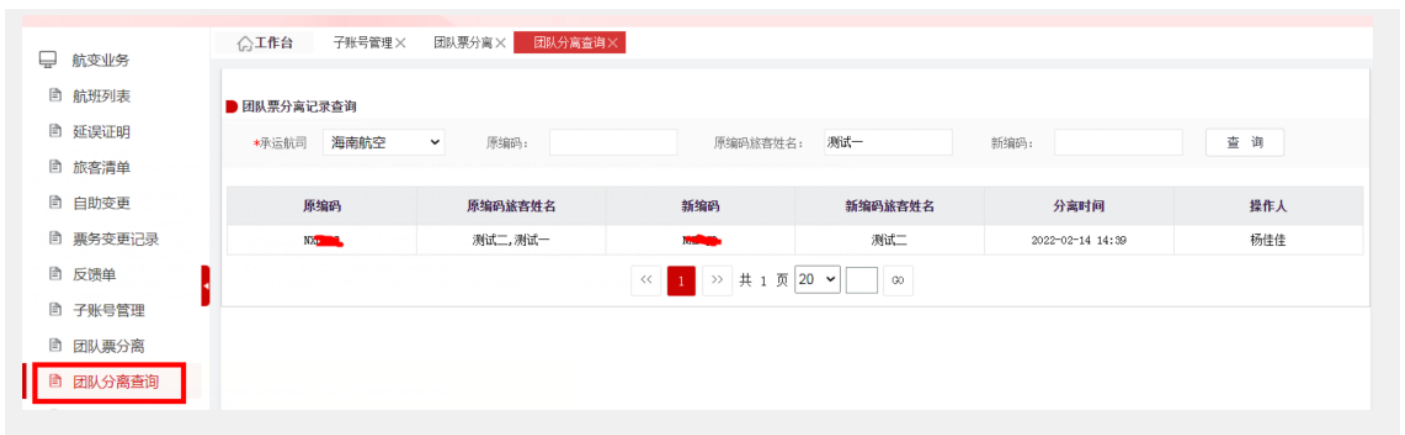 工作台 子账号管理× 团队票分离× 团队分离查询×
航变业务
航班列表
延误证明
旅客清单
自助变更
票务变更记录
反馈单
子账号管理
团队票分离
团队分离查询
团队票分离记录查询
*承运航司 海南航空 原编码: 原编码旅客姓名: 测试一 新编码: 查 询
原编码 原编码旅客姓名 新编码 新编码旅客姓名 分离时间 操作人
测试二,测试一 测试二 2022-02-14 14:39 杨佳佳
<< 1 >> 共 1 页 20 GO